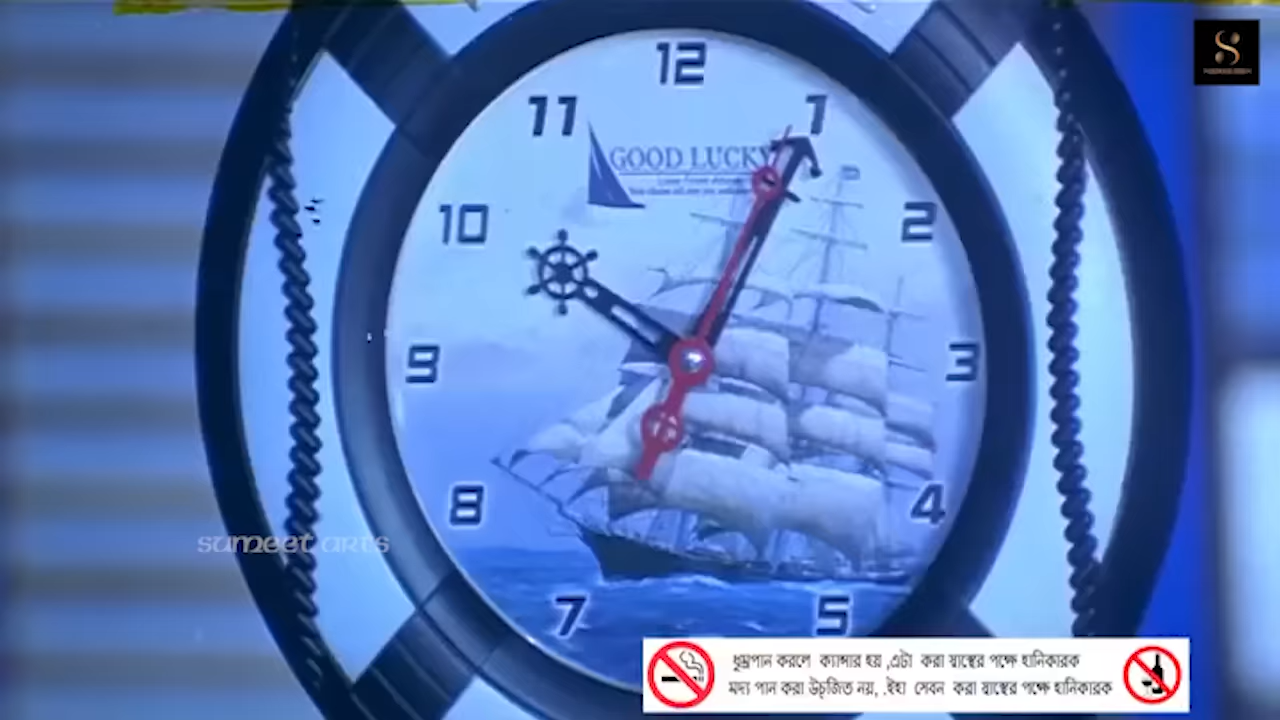 12
11
1
GOOD LUCKY
10
2
9
3
8
4
SUMEET ARTS
7
5
ধুম্রপান করলে ক্যান্সার হয় ,এটা করা স্বাস্থের পক্ষে হানিকারক
মদ্য পান করা উচ্জিত নয়, .ইহা সেবন করা স্বাস্থের পক্ষে হানিকারক